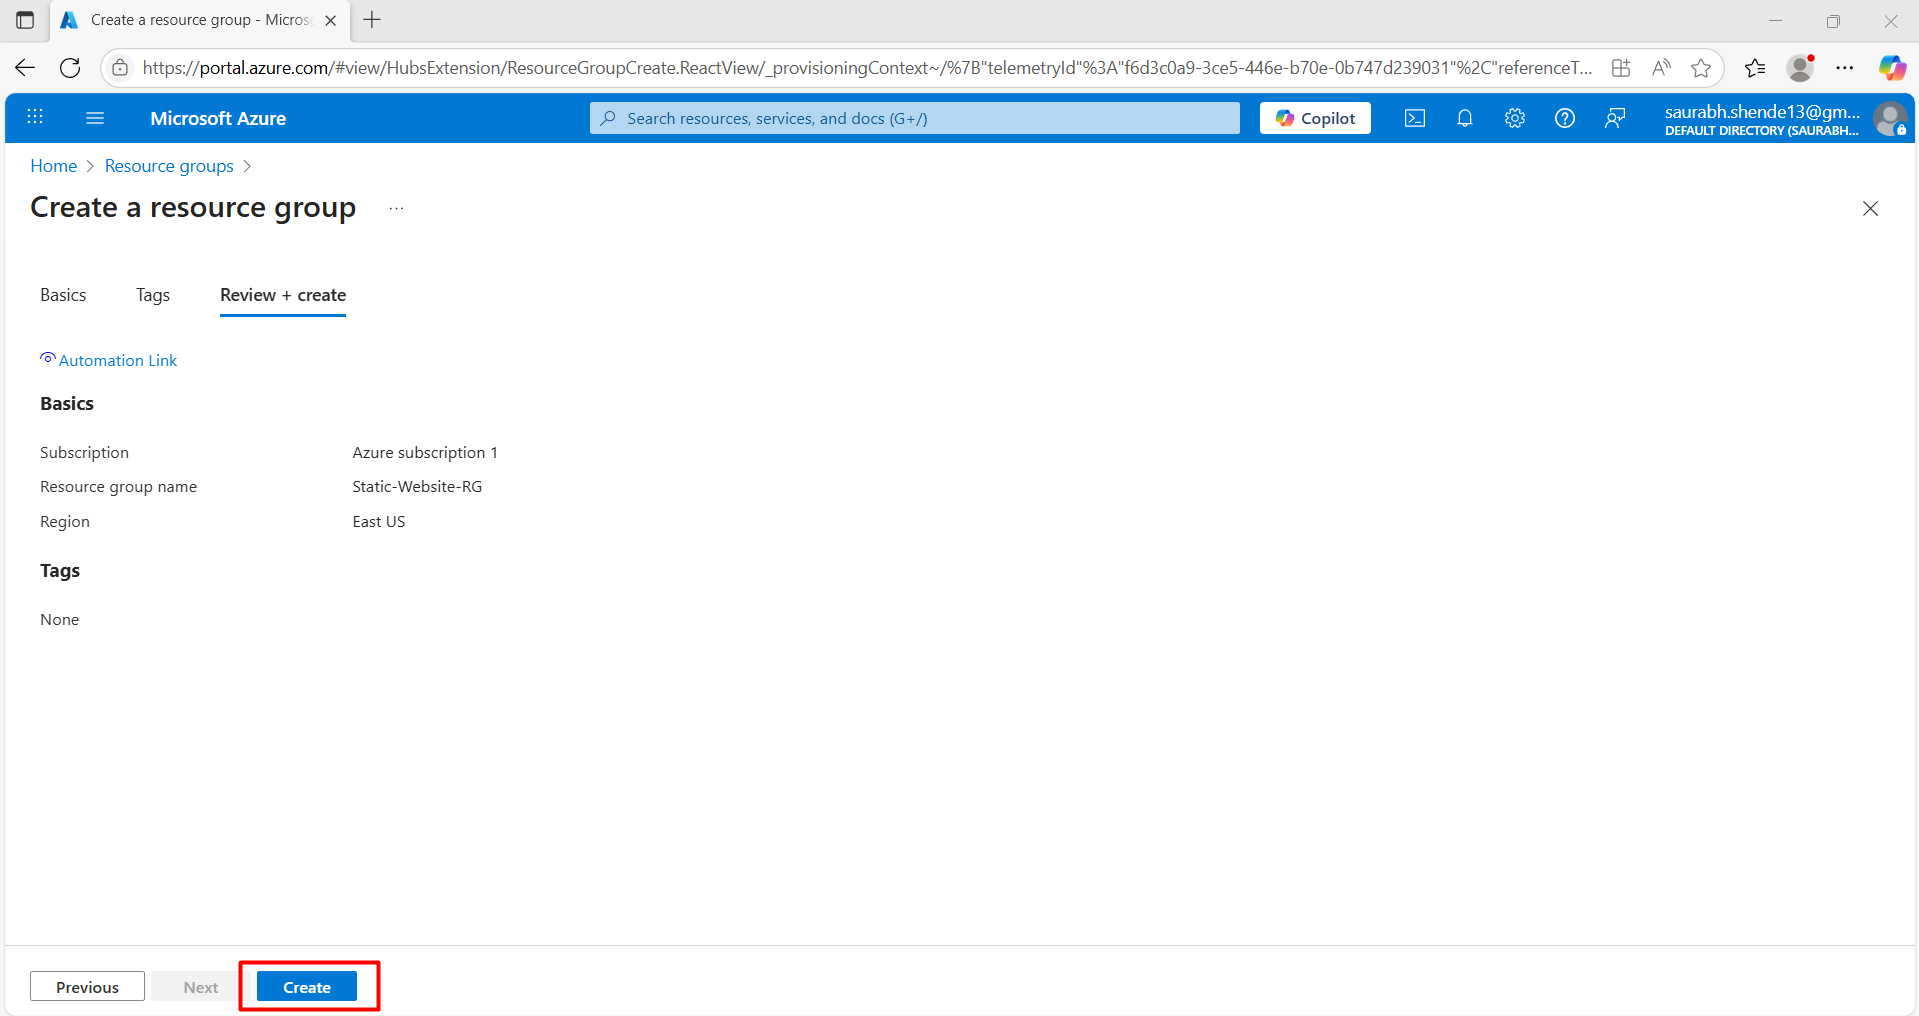 Create a resource group - Micros
https://portal.azure.com/#view/HubsExtension/ResourceGroupCreate.ReactView/_provisioningContext~/%7B"telemetryId"%3A"f6d3c0a9-3ce5-446e-b70e-0b747d239031"%2C"referenceT...
Microsoft Azure
Search resources, services, and docs (G+/)
Copilot
saurabh.shende13@gm...
DEFAULT DIRECTORY (SAURABH...
Home > Resource groups >
Create a resource group ...
Basics Tags Review + create
Automation Link
Basics
Subscription Azure subscription 1
Resource group name Static-Website-RG
Region East US
Tags
None
Previous Next Create